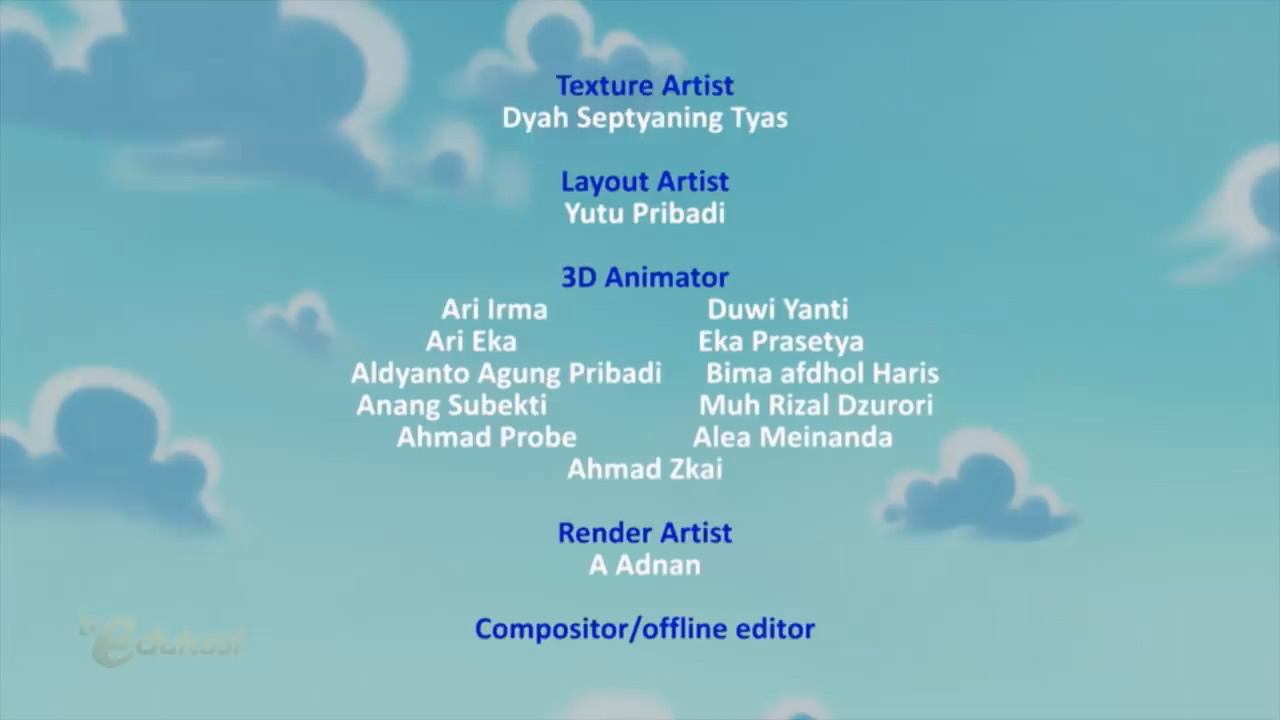 Texture Artist
Dyah Septyaning Tyas
Layout Artist
Yutu Pribadi
3D Animator
Ari Irma Duwi Yanti
Ari Eka Eka Prasetya
Aldyanto Agung Pribadi Bima afdhol Haris
Anang Subekti Muh Rizal Dzurori
Ahmad Probe Alea Meinanda
Ahmad Zkai
Render Artist
A Adnan
Compositor/offline editor
tv Edukasi